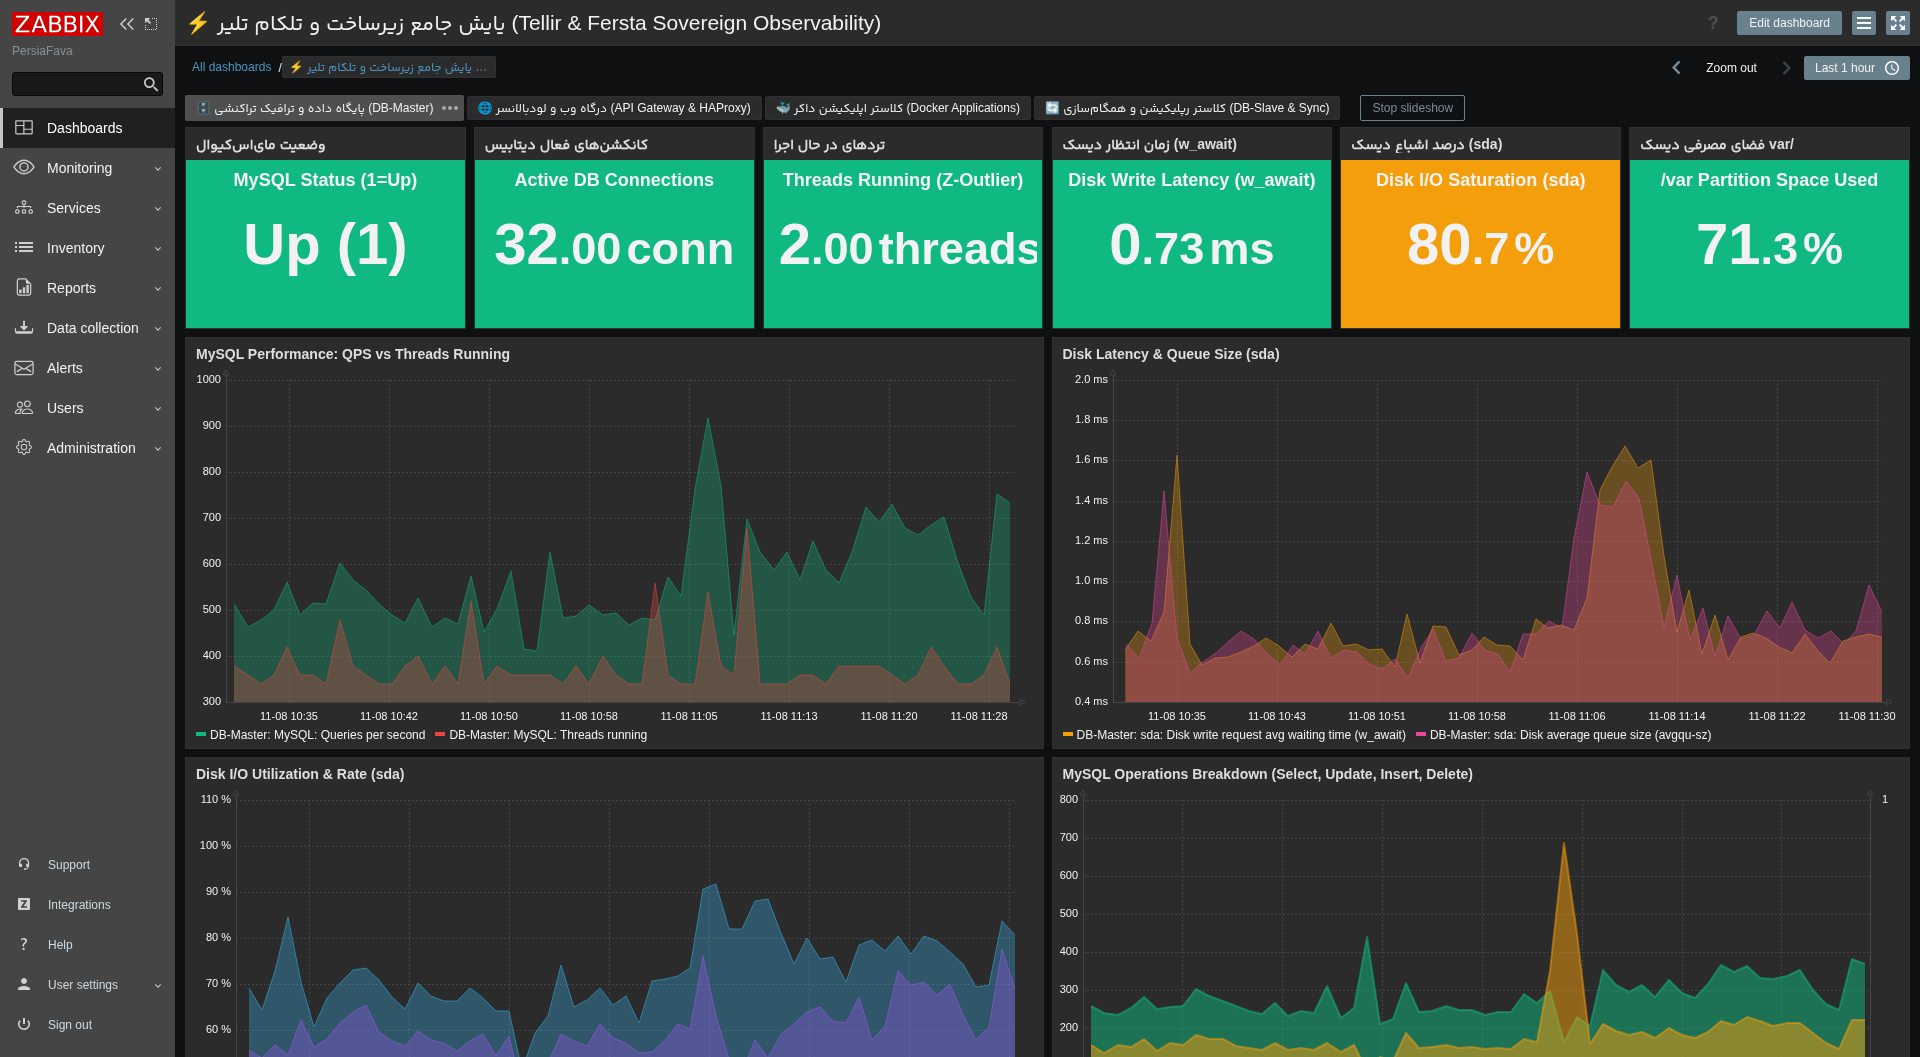 ZABBIX
PersiaFava
Dashboards
Monitoring
Services
Inventory
Reports
Data collection
Alerts
Users
Administration
Support
Integrations
Help
User settings
Sign out
⚡ پایش جامع زیرساخت و تلکام تلیر (Tellir & Fersta Sovereign Observability)
? Edit dashboard
All dashboards / ⚡ پایش جامع زیرساخت و تلکام تلیر ...
Zoom out Last 1 hour
🗄️ پایگاه داده و ترافیک تراکنشی (DB-Master)
🌐 درگاه وب و لودبالانسر (API Gateway & HAProxy)
🐳 کلاستر اپلیکیشن داکر (Docker Applications)
🔄 کلاستر رپلیکیشن و همگام‌سازی (DB-Slave & Sync)
Stop slideshow
وضعیت مای‌اس‌کیوال
MySQL Status (1=Up)
Up (1)
کانکشن‌های فعال دیتابیس
Active DB Connections
32.00 conn
تردهای در حال اجرا
Threads Running (Z-Outlier)
2.00 threads
زمان انتظار دیسک (w_await)
Disk Write Latency (w_await)
0.73 ms
درصد اشباع دیسک (sda)
Disk I/O Saturation (sda)
80.7 %
فضای مصرفی دیسک var/
/var Partition Space Used
71.3 %
MySQL Performance: QPS vs Threads Running
1000
900
800
700
600
500
400
300
11-08 10:35 11-08 10:42 11-08 10:50 11-08 10:58 11-08 11:05 11-08 11:13 11-08 11:20 11-08 11:28
DB-Master: MySQL: Queries per second DB-Master: MySQL: Threads running
Disk Latency & Queue Size (sda)
2.0 ms
1.8 ms
1.6 ms
1.4 ms
1.2 ms
1.0 ms
0.8 ms
0.6 ms
0.4 ms
11-08 10:35 11-08 10:43 11-08 10:51 11-08 10:58 11-08 11:06 11-08 11:14 11-08 11:22 11-08 11:30
DB-Master: sda: Disk write request avg waiting time (w_await) DB-Master: sda: Disk average queue size (avgqu-sz)
Disk I/O Utilization & Rate (sda)
110 %
100 %
90 %
80 %
70 %
60 %
MySQL Operations Breakdown (Select, Update, Insert, Delete)
800 1
700
600
500
400
300
200